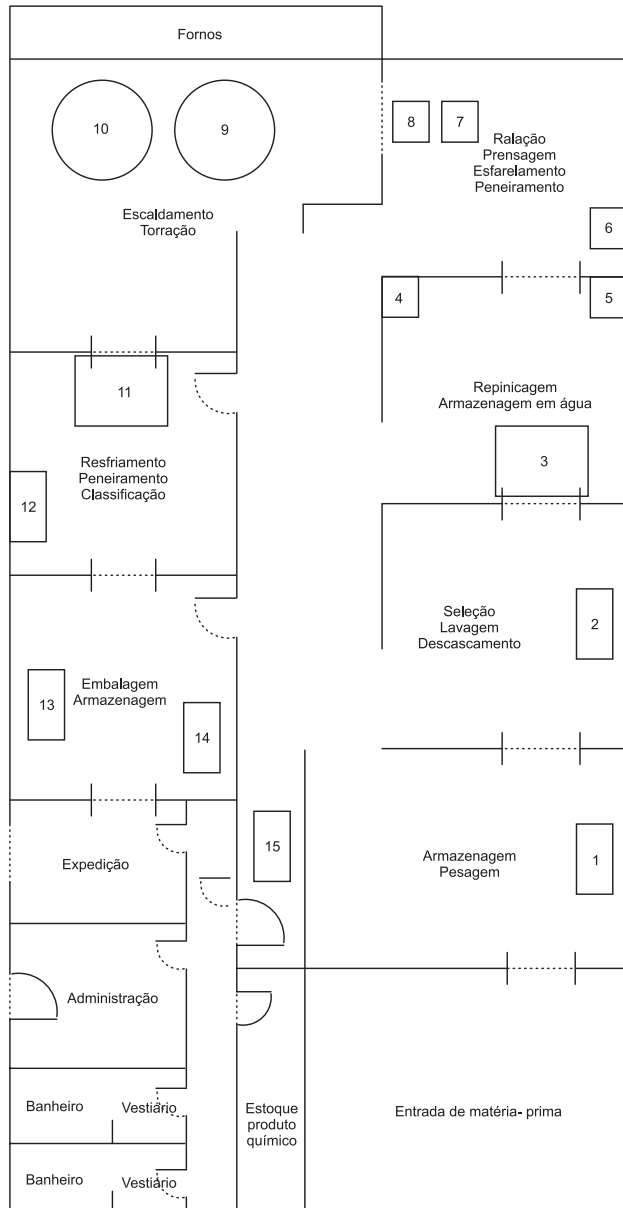 Fornos
10
9
8
7
Ralação
Prensagem
Esfarelamento
Peneiramento
6
Escaldamento
Torração
4
5
11
Repinicagem
Armazenagem em água
3
Resfriamento
Peneiramento
Classificação
12
Seleção
Lavagem
Descascamento
2
Embalagem
Armazenagem
13
14
15
Armazenagem
Pesagem
1
Expedição
Administração
Banheiro
Vestiário
Estoque
produto
químico
Entrada de matéria- prima
Banheiro
Vestiário